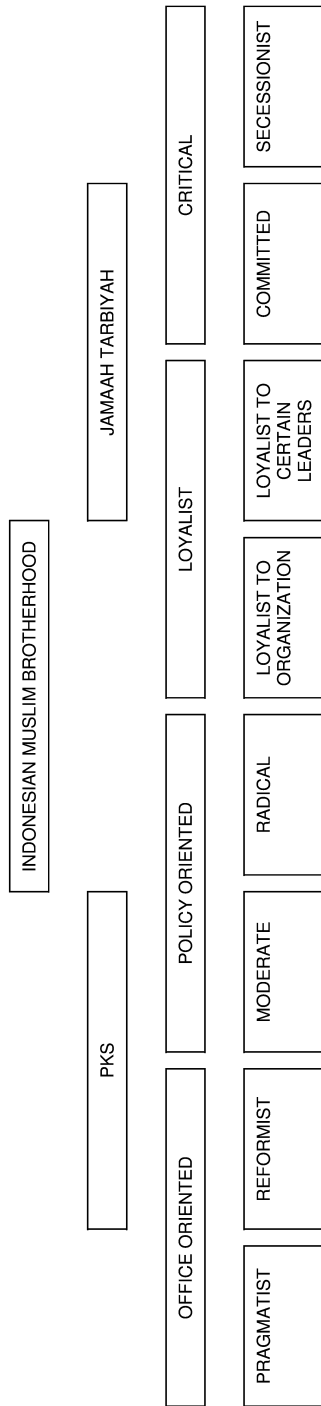 INDONESIAN MUSLIM BROTHERHOOD
PKS
JAMAAH TARBIYAH
OFFICE ORIENTED
POLICY ORIENTED
LOYALIST
CRITICAL
PRAGMATIST
REFORMIST
MODERATE
RADICAL
LOYALIST TO
ORGANIZATION
LOYALIST TO
CERTAIN
LEADERS
COMMITTED
SECESSIONIST